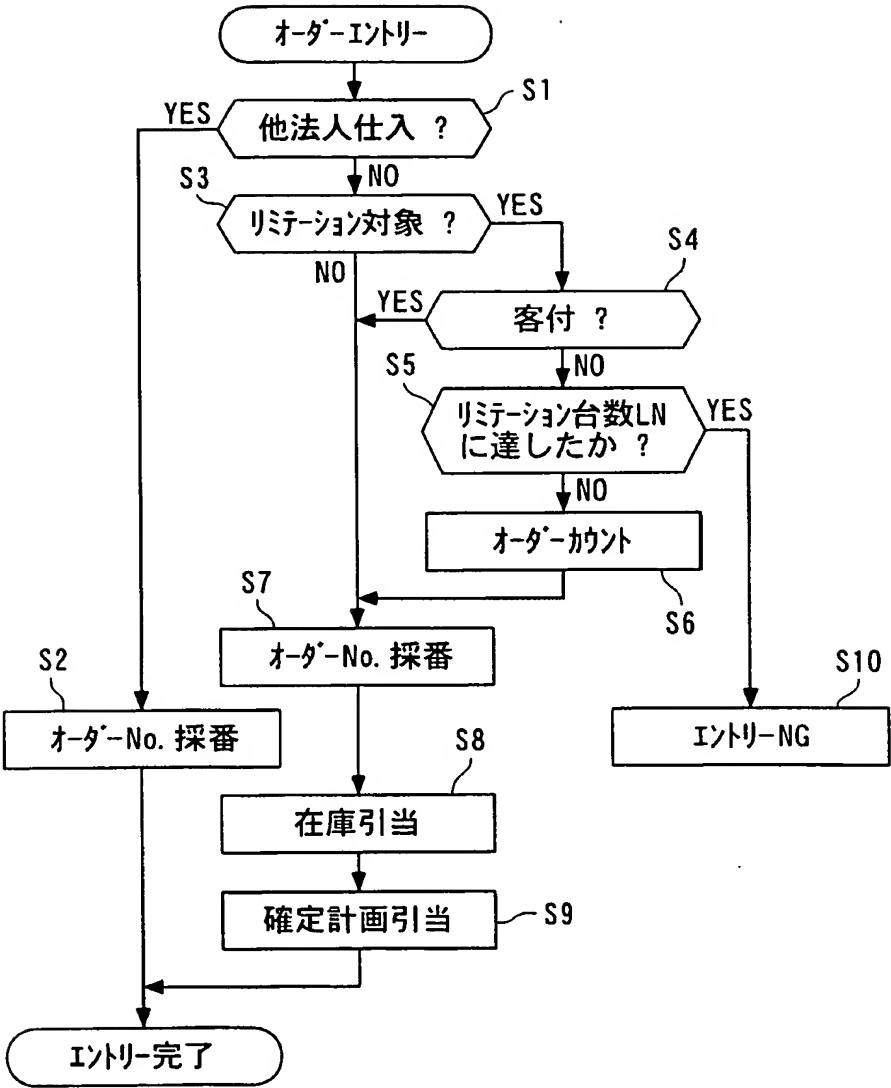 オーダーエントリー
S1
YES
他法人仕入 ?
NO
S3
リミテーション対象 ?
YES
NO
S4
YES
客付 ?
NO
S5
リミテーション台数LN
に達したか ?
YES
NO
オーダーカウント
S6
S7
オーダーNo.採番
S2
オーダーNo.採番
S10
エントリーNG
S8
在庫引当
確定計画引当
S9
エントリー完了